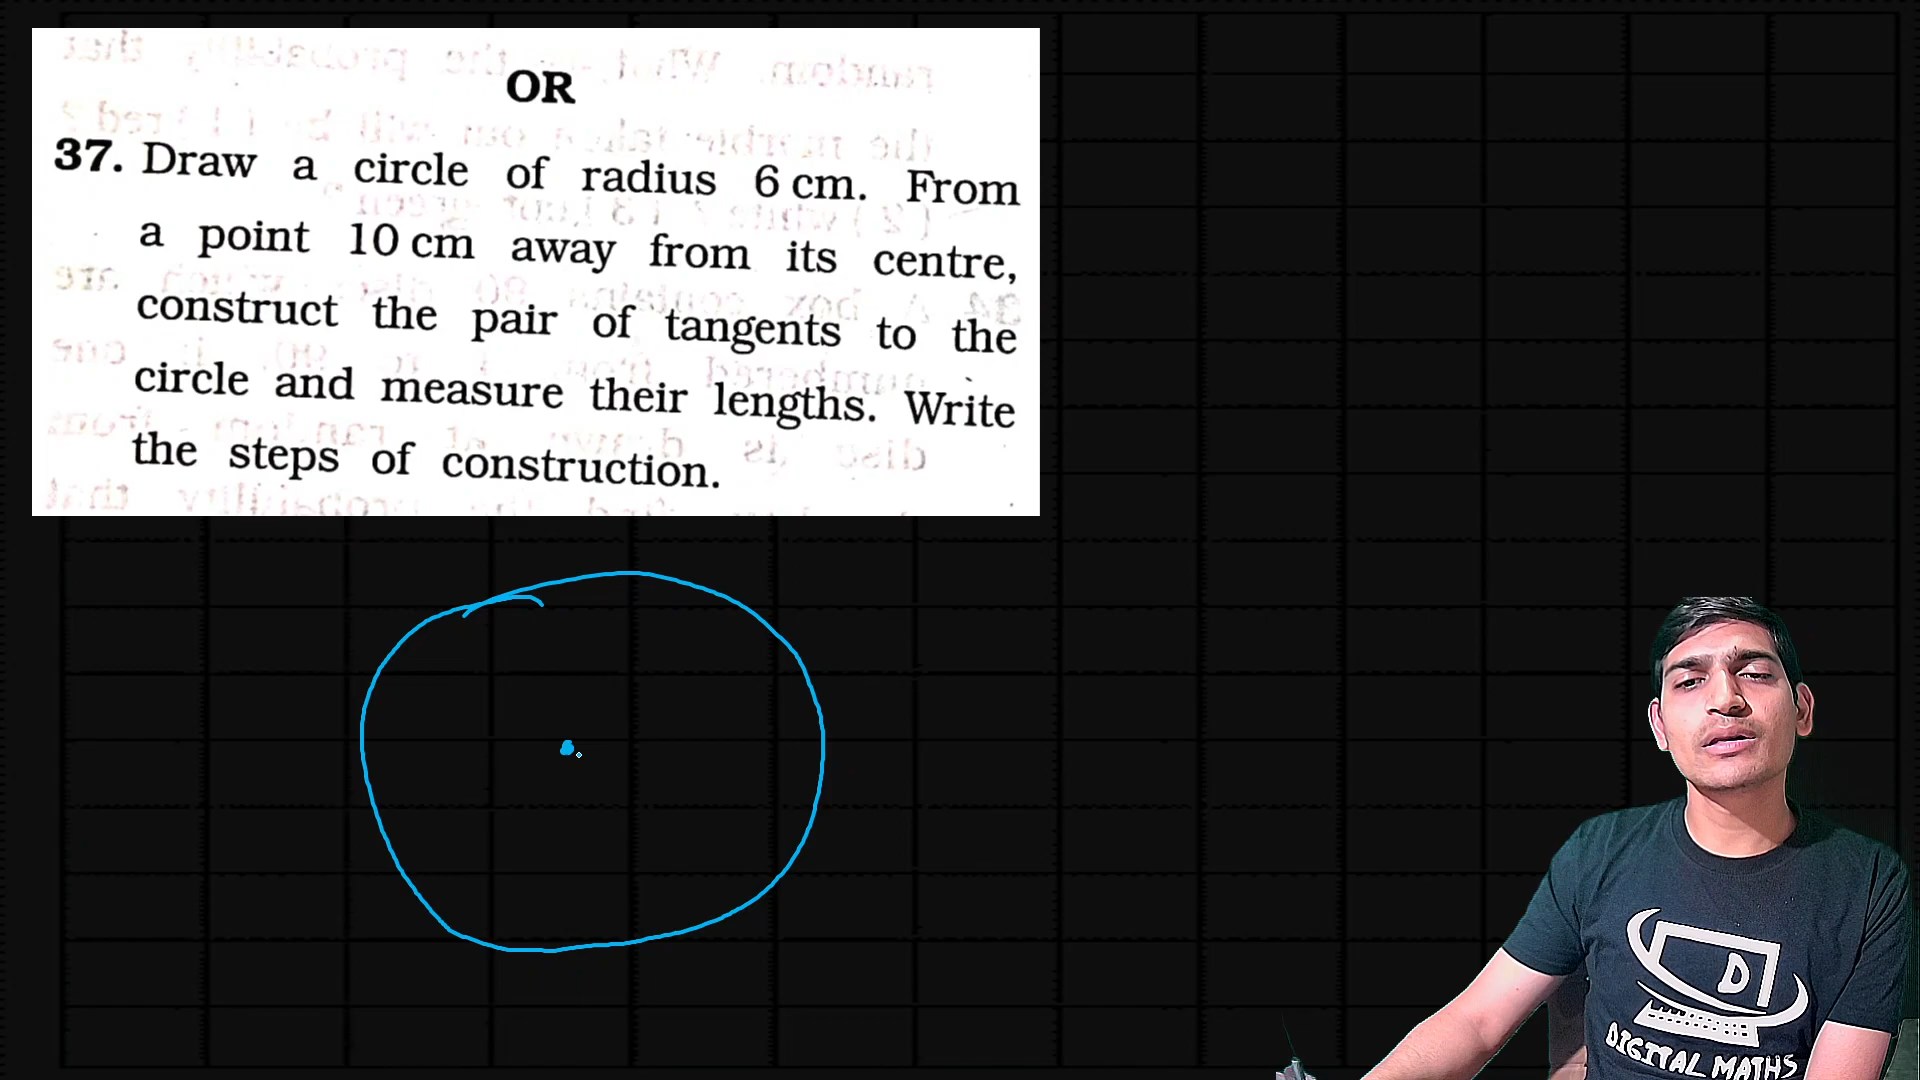 OR
37. Draw a circle of radius 6 cm. From
a point 10 cm away from its centre,
construct the pair of tangents to the
circle and measure their lengths. Write
the steps of construction.
D
DIGITAL MATHS